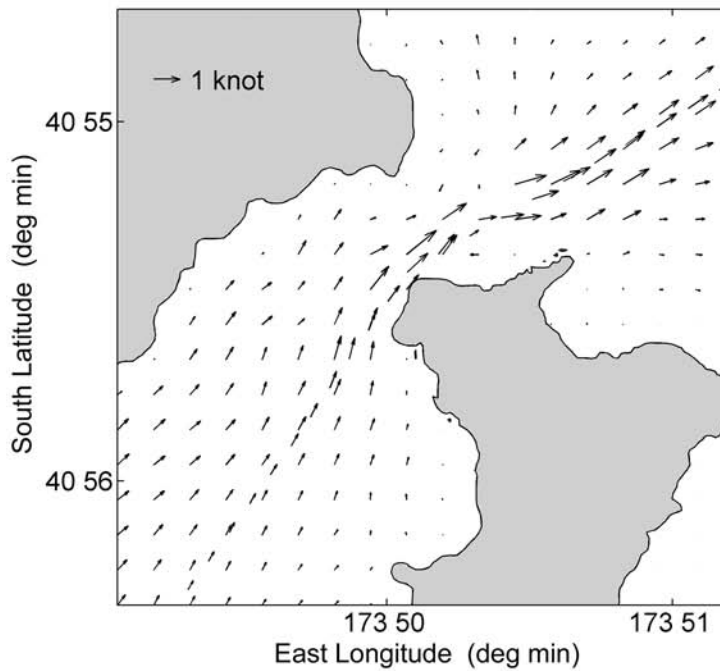 1 knot
40 55
South Latitude (deg min)
40 56
173 50
173 51
East Longitude (deg min)